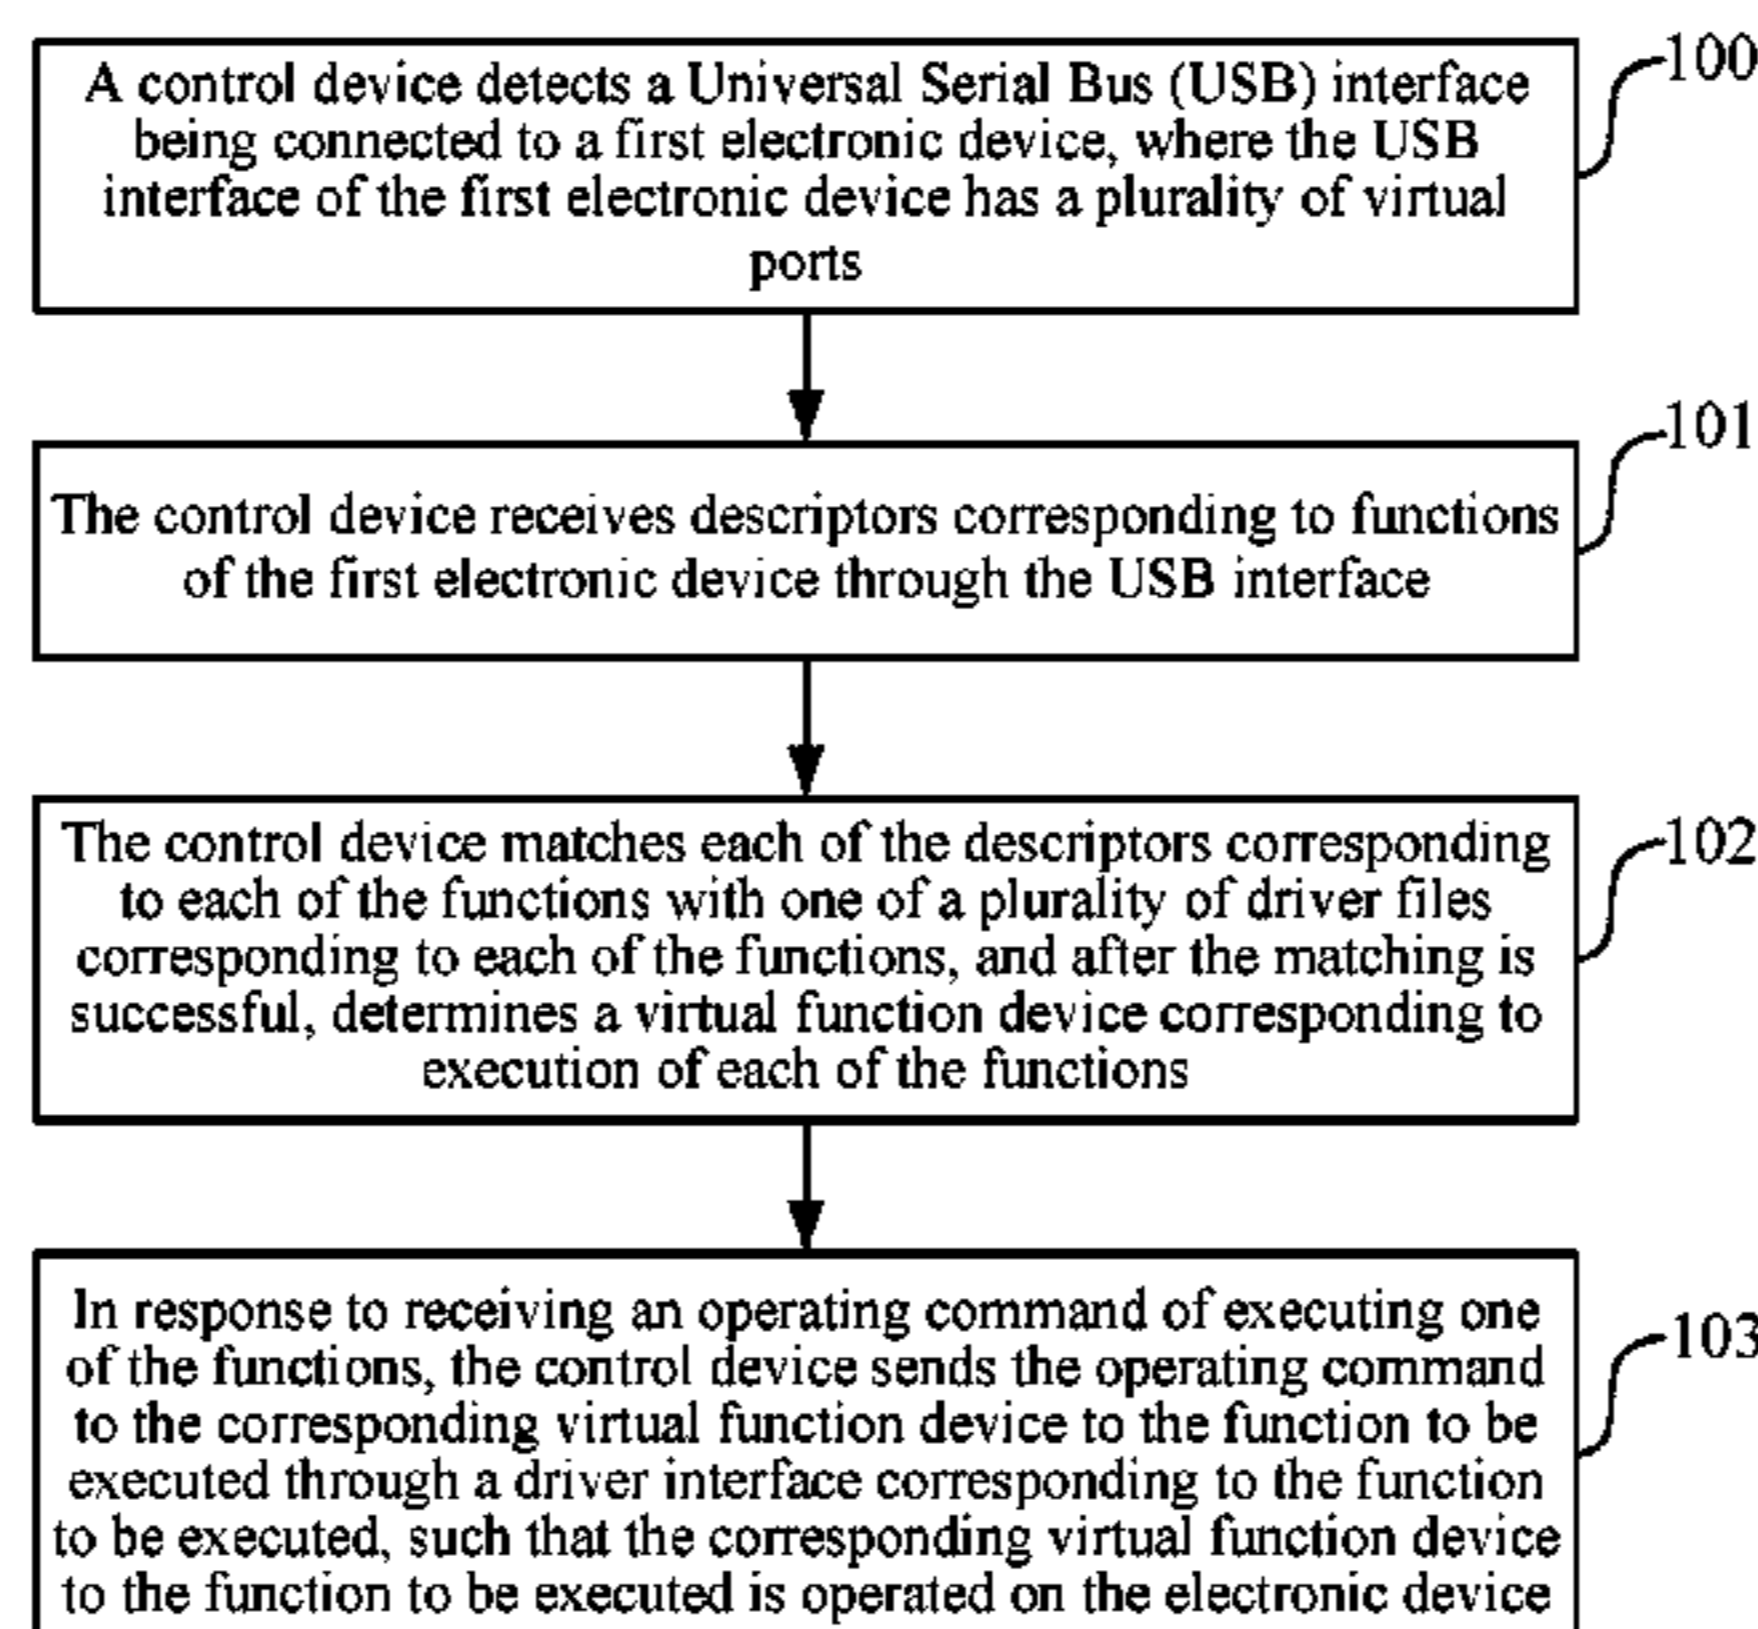 100
A control device detects a Universal Serial Bus (USB) interface
being connected to a first electronic device, where the USB
interface of the first electronic device has a plurality of virtual
ports
101
The control device receives descriptors corresponding to functions
of the first electronic device through the USB interface
102
The control device matches each of the descriptors corresponding
to each of the functions with one of a plurality of driver files
corresponding to each of the functions, and after the matching is
successful, determines a virtual function device corresponding to
execution of each of the functions
103
In response to receiving an operating command of executing one
of the functions, the control device sends the operating command
to the corresponding virtual function device to the function to be
executed through a driver interface corresponding to the function
to be executed, such that the corresponding virtual function device
to the function to be executed is operated on the electronic device